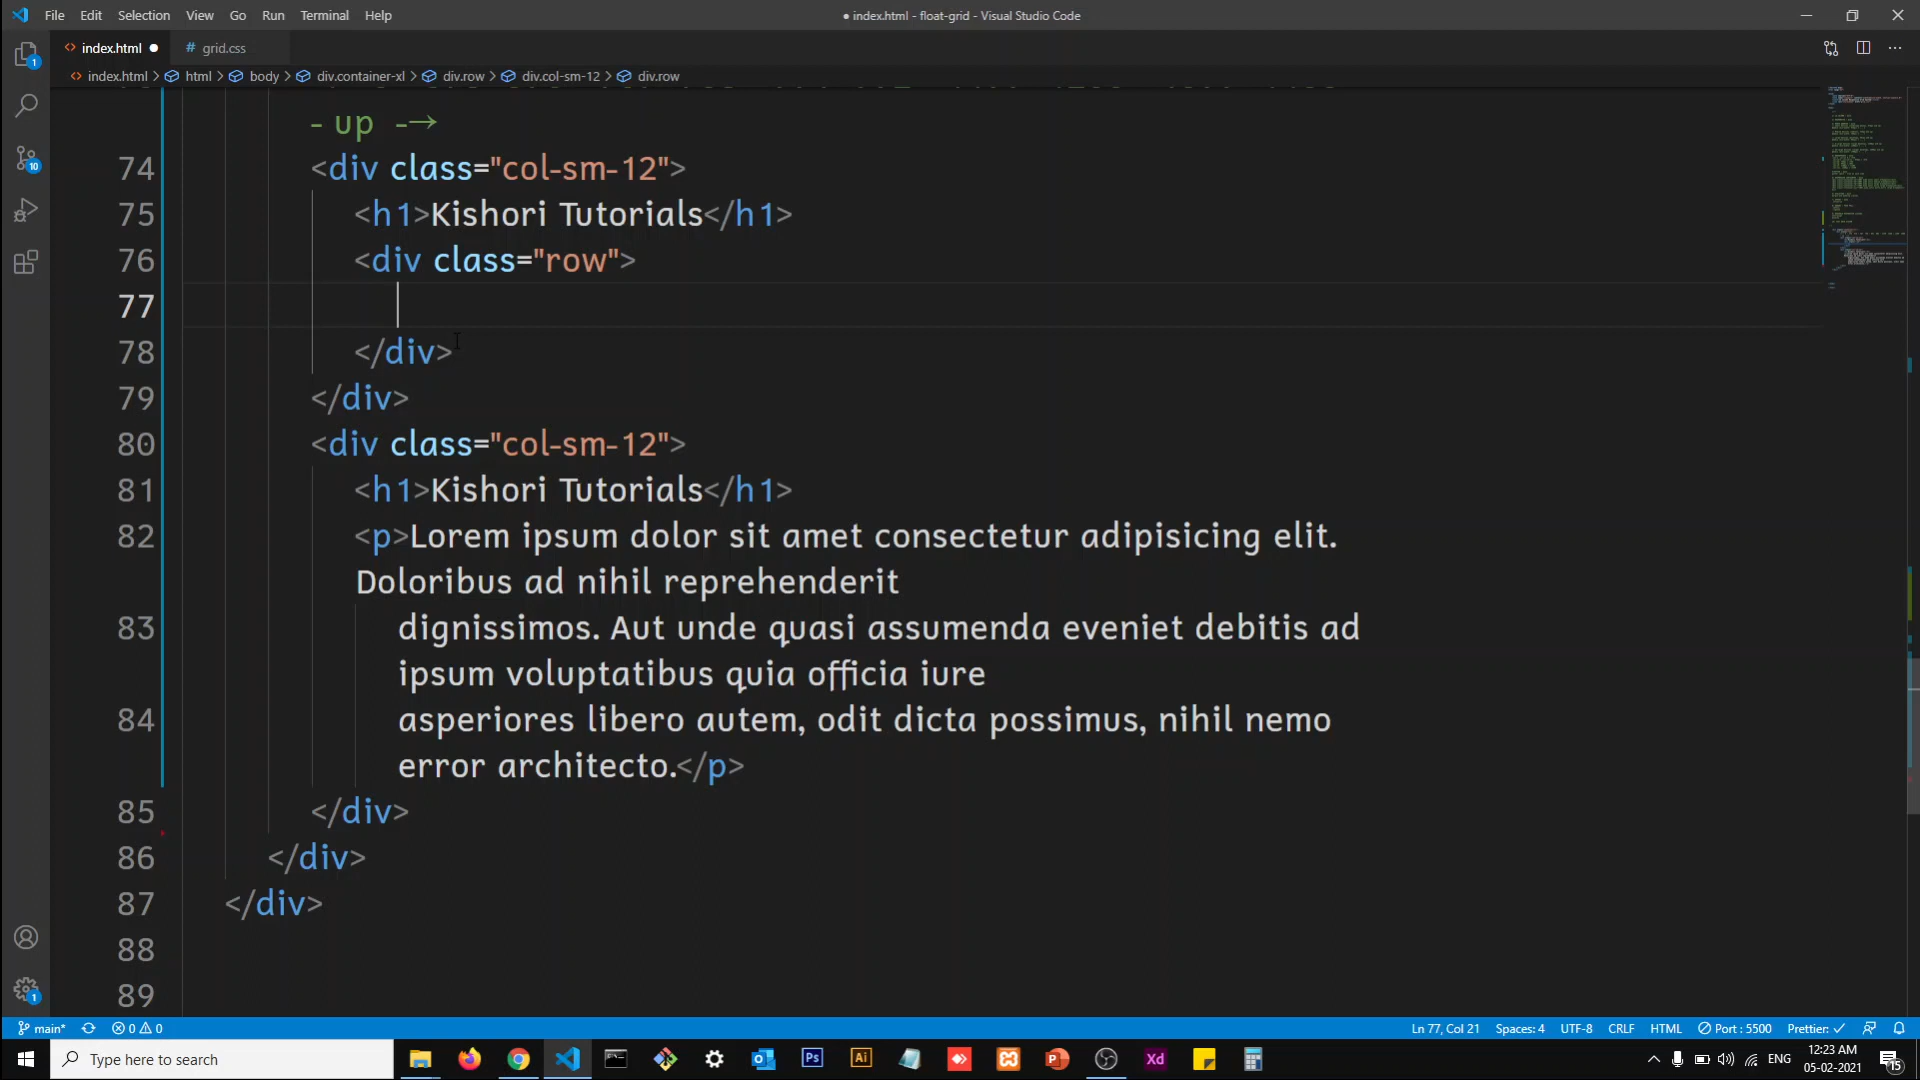 File Edit Selection View Go Run Terminal Help
● index.html - float-grid - Visual Studio Code
<> index.html ● # grid.css
<> index.html > html > body > div.container-xl > div.row > div.col-sm-12 > div.row
- up -→
74 <div class="col-sm-12">
75 <h1>Kishori Tutorials</h1>
76 <div class="row">
77
78 </div>
79 </div>
80 <div class="col-sm-12">
81 <h1>Kishori Tutorials</h1>
82 <p>Lorem ipsum dolor sit amet consectetur adipisicing elit.
Doloribus ad nihil reprehenderit
83 dignissimos. Aut unde quasi assumenda eveniet debitis ad
ipsum voluptatibus quia officia iure
84 asperiores libero autem, odit dicta possimus, nihil nemo
error architecto.</p>
85 </div>
86 </div>
87 </div>
88
89
1
10
1
main* 0 0 Ln 77, Col 21 Spaces: 4 UTF-8 CRLF HTML Port : 5500 Prettier: ✓
Type here to search
Ps Ai Xd
ENG 12:23 AM
05-02-2021
15